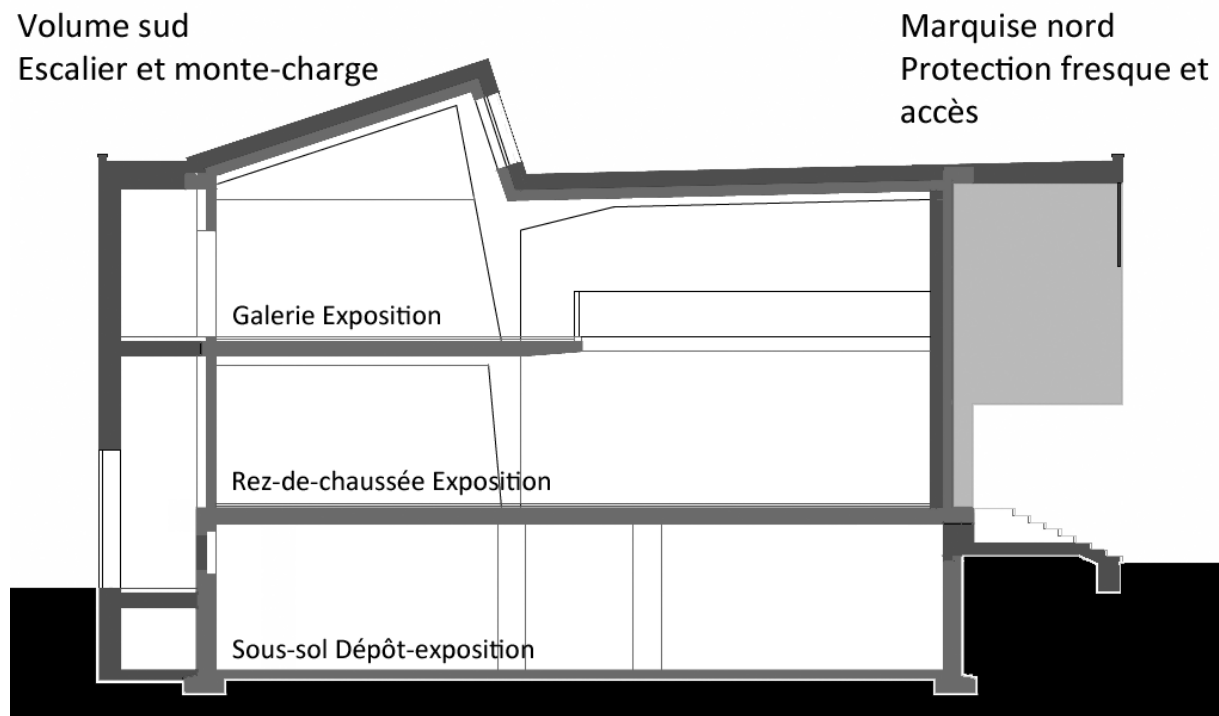 Volume sud
Escalier et monte-charge
Marquise nord
Protection fresque et
accès
Galerie Exposition
Rez-de-chaussée Exposition
Sous-sol Dépôt-exposition